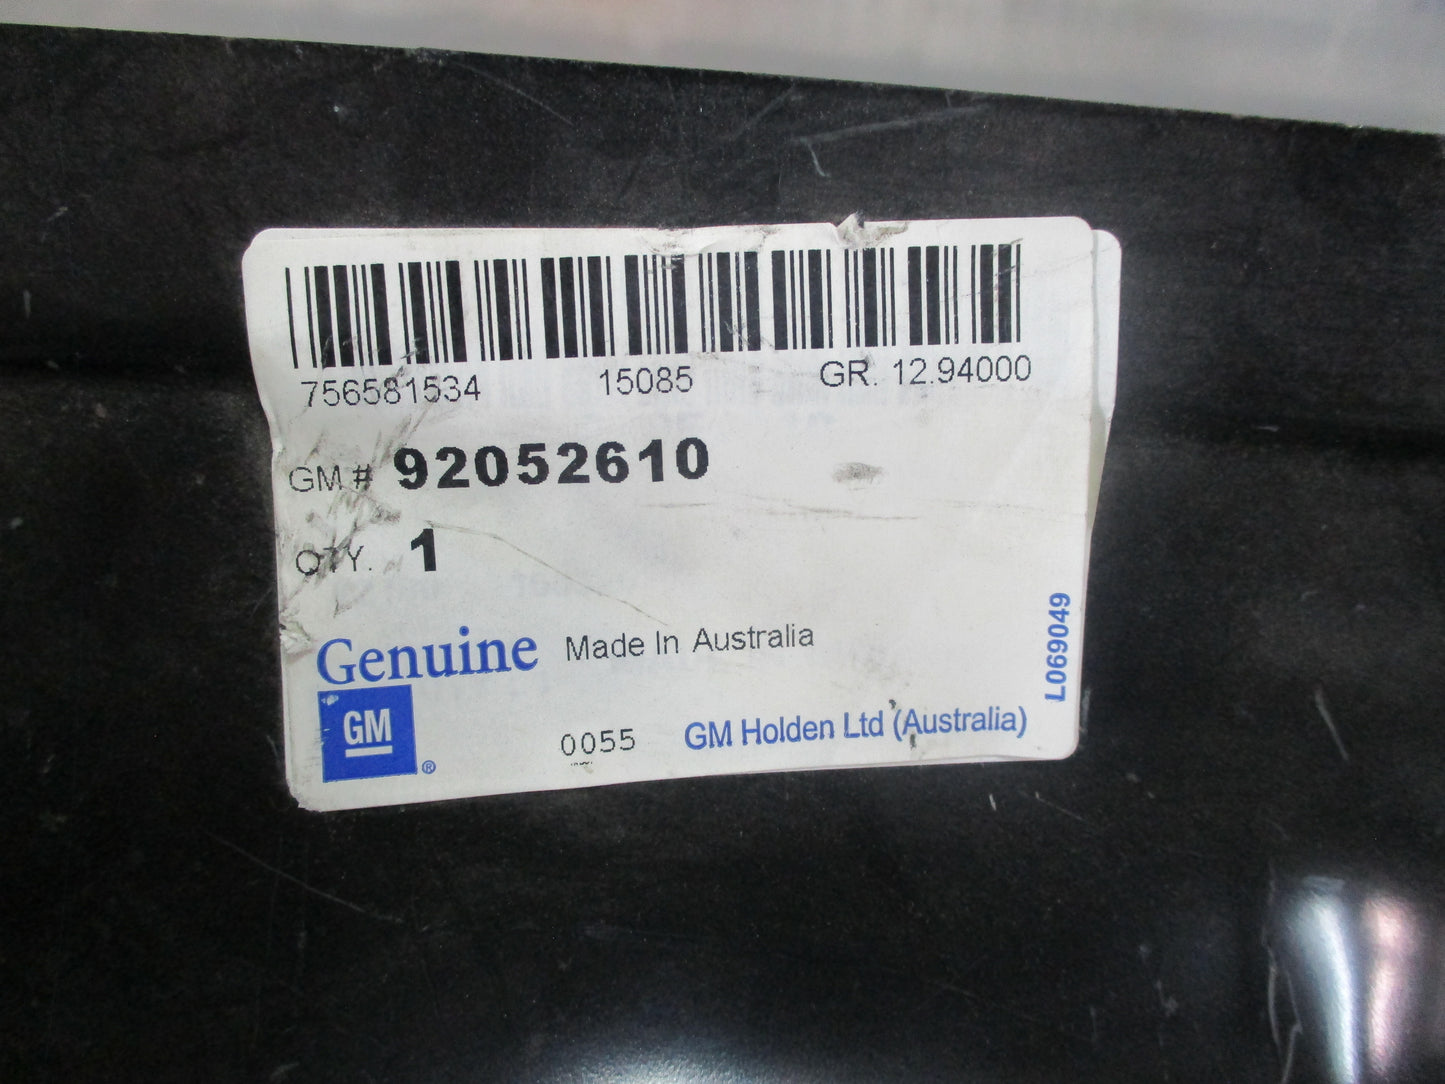 756581534 15085 GR. 12.94000
GM # 92052610
QTY. 1
Genuine Made In Australia
GM ®
0055 GM Holden Ltd (Australia)
L069049